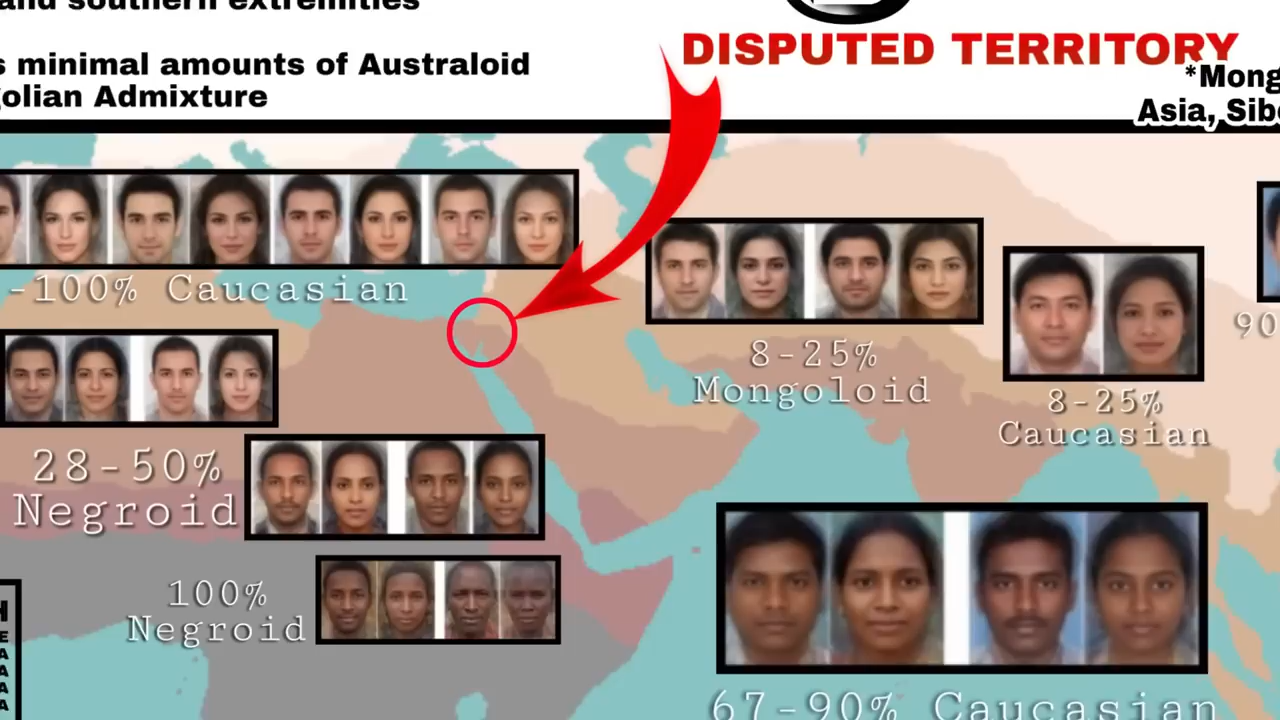 and southern extremities
s minimal amounts of Australoid
golian Admixture
DISPUTED TERRITORY
*Mong
Asia, Sibe
-100% Caucasian
8-25%
Mongoloid
8-25%
Caucasian
90
28-50%
Negroid
100%
Negroid
67-90% Caucasian
H
E
A
A
A
A